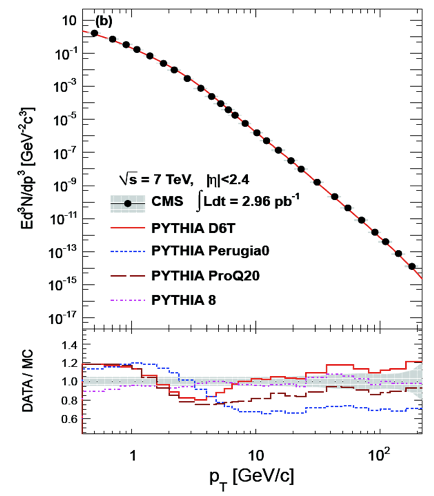 (b)
10
10⁻¹
10⁻³
10⁻⁵
10⁻⁷
10⁻⁹
10⁻¹¹
10⁻¹³
10⁻¹⁵
10⁻¹⁷
Ed³N/dp³ [GeV⁻²c³]
√s = 7 TeV, |η|<2.4
CMS ∫Ldt = 2.96 pb⁻¹
PYTHIA D6T
PYTHIA Perugia0
PYTHIA ProQ20
PYTHIA 8
DATA / MC
1.4
1.2
1.0
0.8
0.6
1 10 10²
p_T [GeV/c]